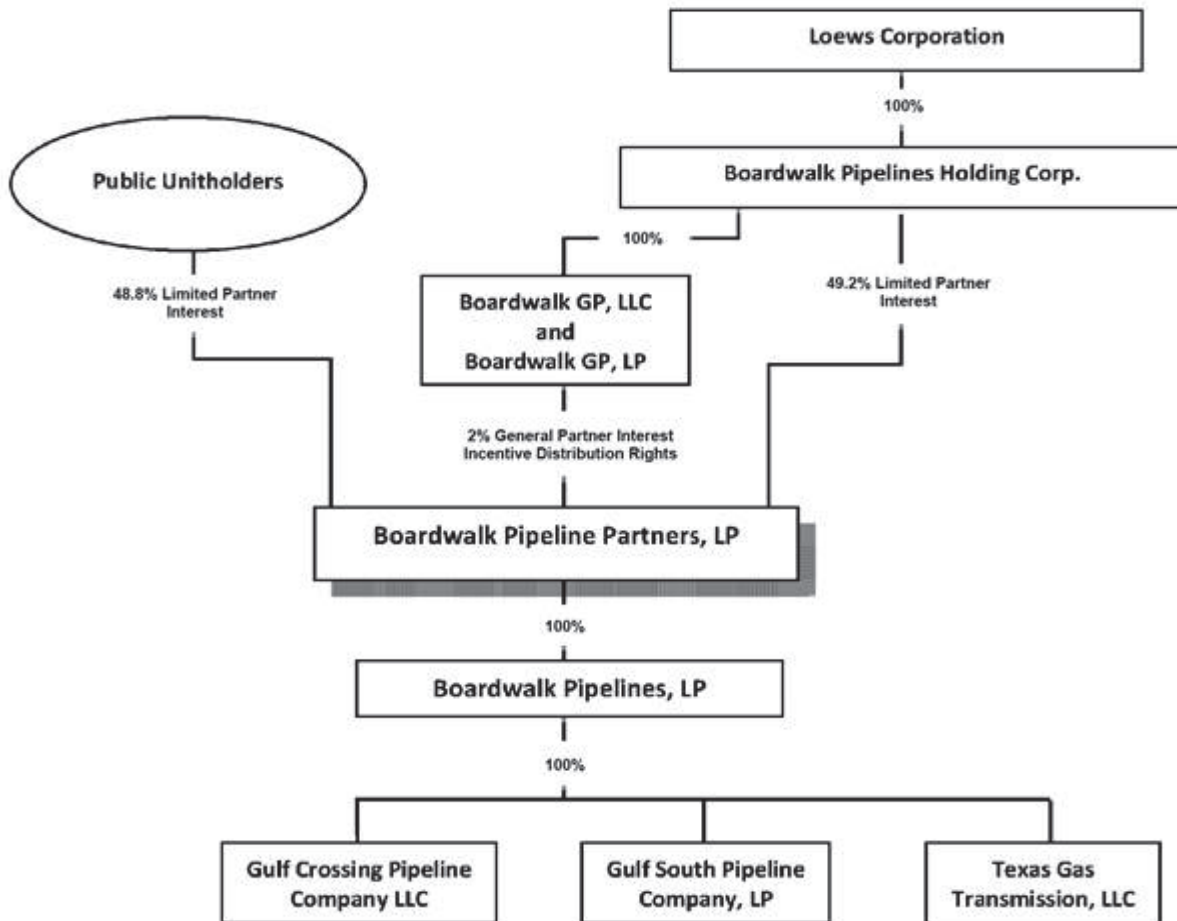 Loews Corporation
100%
Public Unitholders
Boardwalk Pipelines Holding Corp.
100%
48.8% Limited Partner
Interest
49.2% Limited Partner
Interest
Boardwalk GP, LLC
and
Boardwalk GP, LP
2% General Partner Interest
Incentive Distribution Rights
Boardwalk Pipeline Partners, LP
100%
Boardwalk Pipelines, LP
100%
Gulf Crossing Pipeline
Company LLC
Gulf South Pipeline
Company, LP
Texas Gas
Transmission, LLC